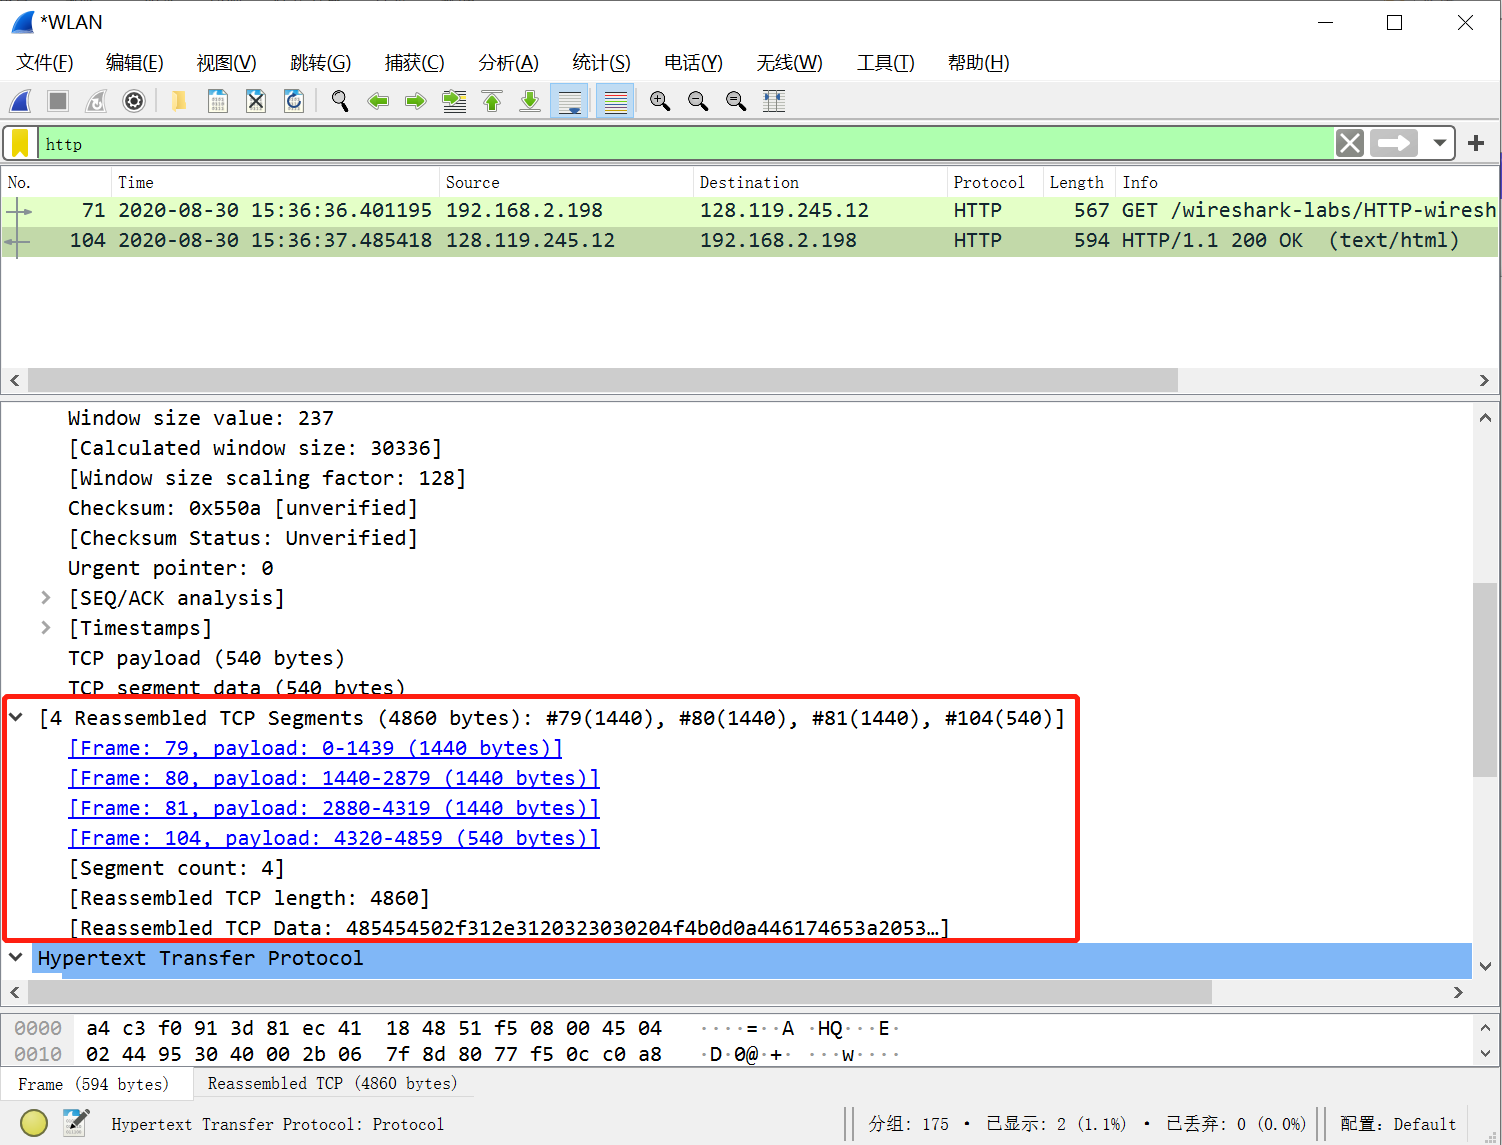 *WLAN
文件(F) 编辑(E) 视图(V) 跳转(G) 捕获(C) 分析(A) 统计(S) 电话(Y) 无线(W) 工具(T) 帮助(H)
http
No. Time Source Destination Protocol Length Info
71 2020-08-30 15:36:36.401195 192.168.2.198 128.119.245.12 HTTP 567 GET /wireshark-labs/HTTP-wiresh
104 2020-08-30 15:36:37.485418 128.119.245.12 192.168.2.198 HTTP 594 HTTP/1.1 200 OK (text/html)
Window size value: 237
[Calculated window size: 30336]
[Window size scaling factor: 128]
Checksum: 0x550a [unverified]
[Checksum Status: Unverified]
Urgent pointer: 0
[SEQ/ACK analysis]
[Timestamps]
TCP payload (540 bytes)
TCP segment data (540 bytes)
[4 Reassembled TCP Segments (4860 bytes): #79(1440), #80(1440), #81(1440), #104(540)]
[Frame: 79, payload: 0-1439 (1440 bytes)]
[Frame: 80, payload: 1440-2879 (1440 bytes)]
[Frame: 81, payload: 2880-4319 (1440 bytes)]
[Frame: 104, payload: 4320-4859 (540 bytes)]
[Segment count: 4]
[Reassembled TCP length: 4860]
[Reassembled TCP Data: 485454502f312e3120323030204f4b0d0a446174653a2053…]
Hypertext Transfer Protocol
0000 a4 c3 f0 91 3d 81 ec 41 18 48 51 f5 08 00 45 04 ····=··A ·HQ···E·
0010 02 44 95 30 40 00 2b 06 7f 8d 80 77 f5 0c c0 a8 ·D·0@·+· ···w····
Frame (594 bytes) Reassembled TCP (4860 bytes)
Hypertext Transfer Protocol: Protocol 分组: 175 · 已显示: 2 (1.1%) · 已丢弃: 0 (0.0%) 配置: Default